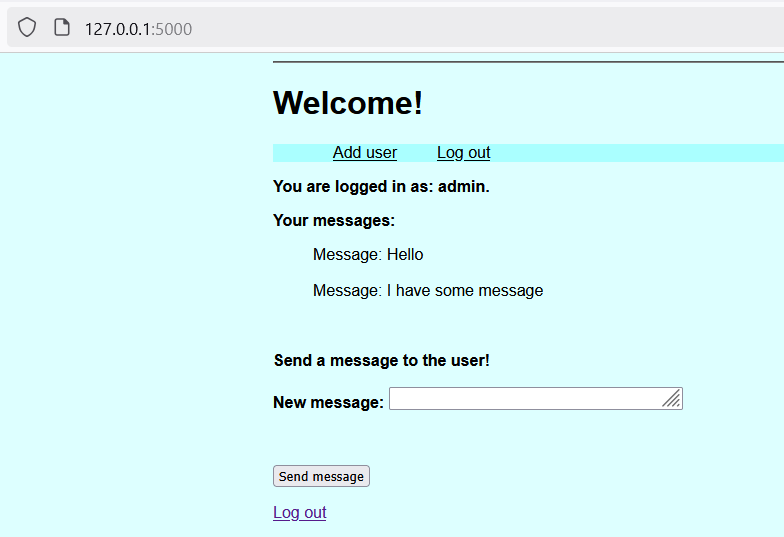 127.0.0.1:5000
Welcome!
Add user Log out
You are logged in as: admin.
Your messages:
Message: Hello
Message: I have some message
Send a message to the user!
New message:
Send message
Log out